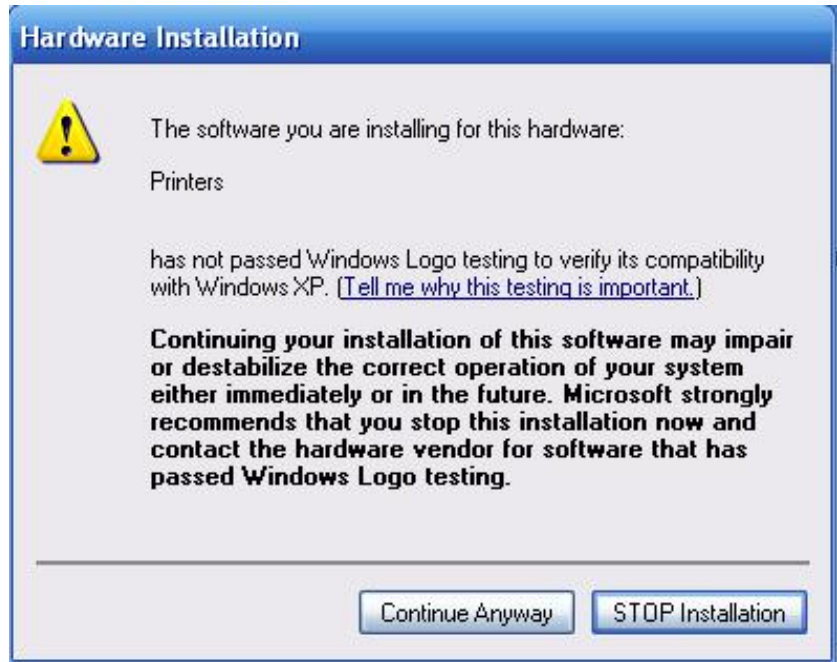 Hardware Installation
The software you are installing for this hardware:
Printers
has not passed Windows Logo testing to verify its compatibility
with Windows XP. (Tell me why this testing is important.)
Continuing your installation of this software may impair
or destabilize the correct operation of your system
either immediately or in the future. Microsoft strongly
recommends that you stop this installation now and
contact the hardware vendor for software that has
passed Windows Logo testing.
Continue Anyway
STOP Installation